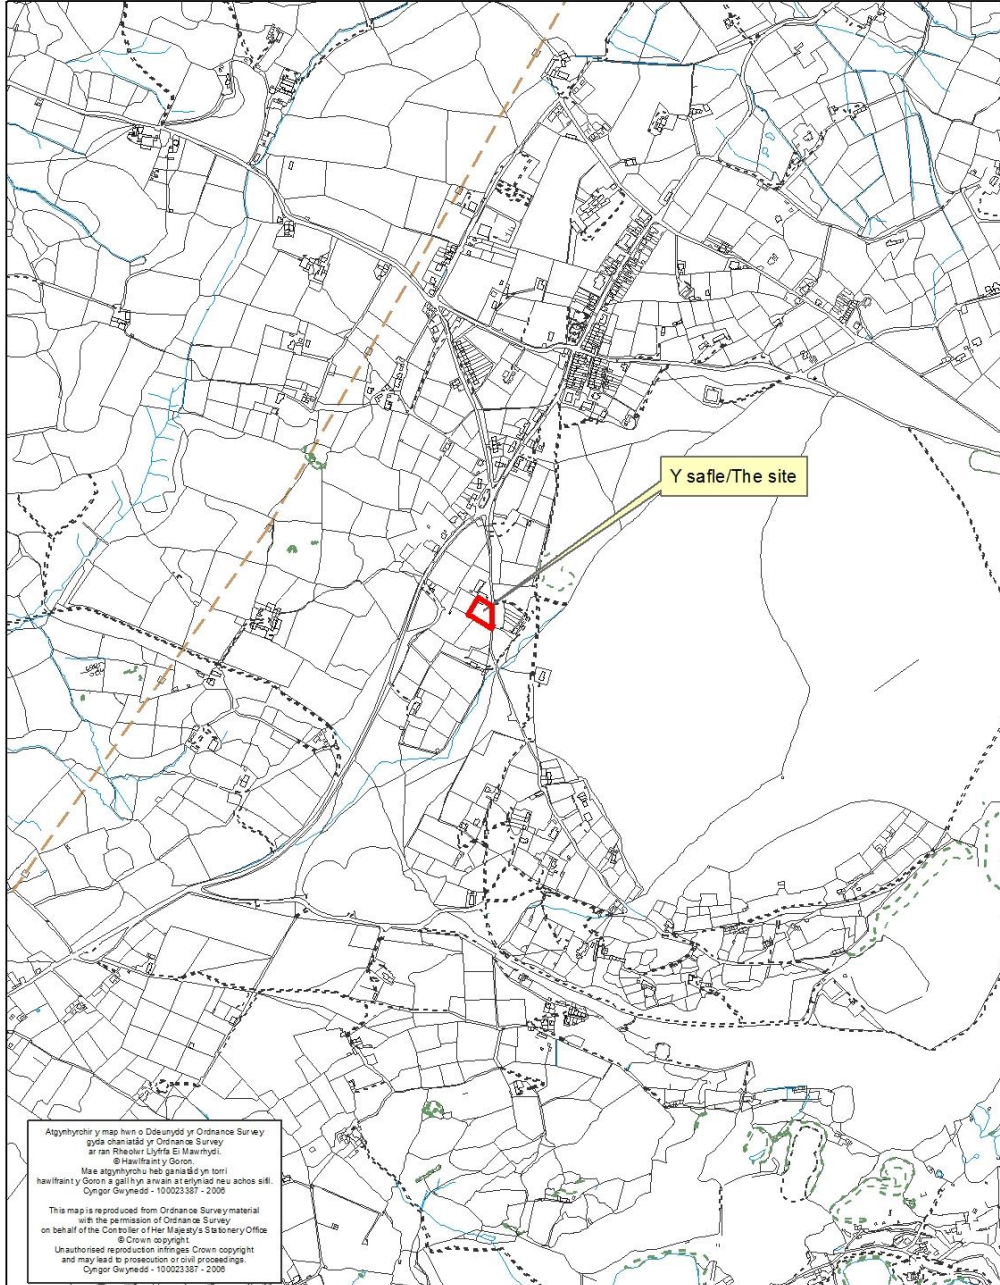 Y safle/The site
Atgynhyrchir y map hwn o Ddeunydd yr Ordnance Survey
gyda chaniatâd yr Ordnance Survey
ar ran Rheolwr Llyfrfa Ei Mawrhydi.
© Hawlfraint y Goron.
Mae atgynhyrchu heb ganiatâd yn torri
hawlfraint y Goron a gall hyn arwain at erlyniad neu achos sifil.
Cyngor Gwynedd - 100023387 - 2006
This map is reproduced from Ordnance Survey material
with the permission of Ordnance Survey
on behalf of the Controller of Her Majesty's Stationery Office
© Crown copyright.
Unauthorised reproduction infringes Crown copyright
and may lead to prosecution or civil proceedings.
Cyngor Gwynedd - 100023387 - 2006